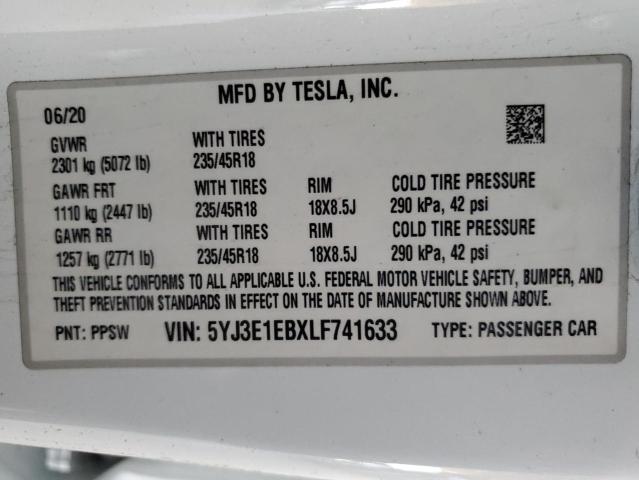 MFD BY TESLA, INC.
06/20
GVWR WITH TIRES
2301 kg (5072 lb) 235/45R18
GAWR FRT WITH TIRES RIM COLD TIRE PRESSURE
1110 kg (2447 lb) 235/45R18 18X8.5J 290 kPa, 42 psi
GAWR RR WITH TIRES RIM COLD TIRE PRESSURE
1257 kg (2771 lb) 235/45R18 18X8.5J 290 kPa, 42 psi
THIS VEHICLE CONFORMS TO ALL APPLICABLE U.S. FEDERAL MOTOR VEHICLE SAFETY, BUMPER, AND
THEFT PREVENTION STANDARDS IN EFFECT ON THE DATE OF MANUFACTURE SHOWN ABOVE.
PNT: PPSW VIN: 5YJ3E1EBXLF741633 TYPE: PASSENGER CAR